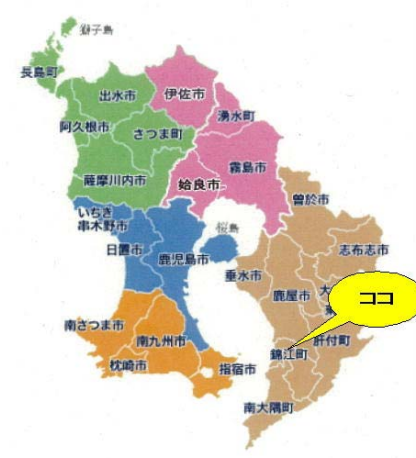 獅子島
長島町
出水市
伊佐市
湧水町
阿久根市
さつま町
霧島市
薩摩川内市
姶良市
曽於市
いちき
串木野市
桜島
志布志市
日置市
鹿児島市
垂水市
鹿屋市
大
ココ
南さつま市
南九州市
肝付町
錦江町
枕崎市
指宿市
南大隅町